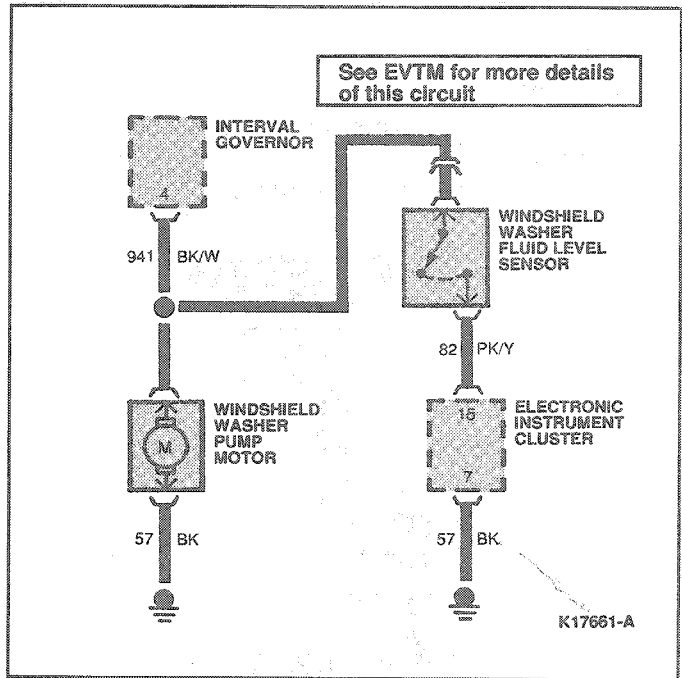 See EVTM for more details
of this circuit
INTERVAL
GOVERNOR
4
941 BK/W
WINDSHIELD
WASHER
FLUID LEVEL
SENSOR
82 PK/Y
WINDSHIELD
WASHER
PUMP
MOTOR
M
15
ELECTRONIC
INSTRUMENT
CLUSTER
7
57 BK
57 BK
K17661-A